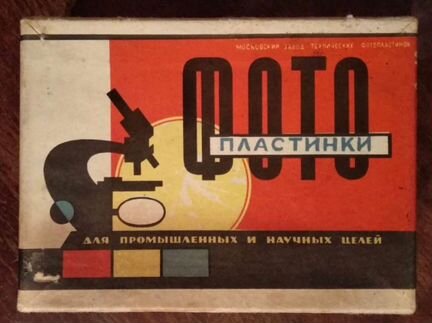 МОСКОВСКИЙ ЗАВОД ТЕХНИЧЕСКИХ ФОТОПЛАСТИНОК
ФОТО
ПЛАСТИНКИ
ДЛЯ ПРОМЫШЛЕННЫХ И НАУЧНЫХ ЦЕЛЕЙ